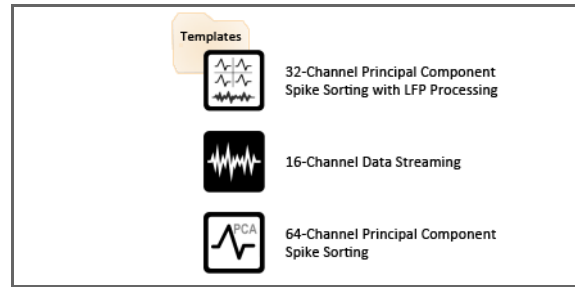 Templates
32-Channel Principal Component
Spike Sorting with LFP Processing
16-Channel Data Streaming
PCA
64-Channel Principal Component
Spike Sorting